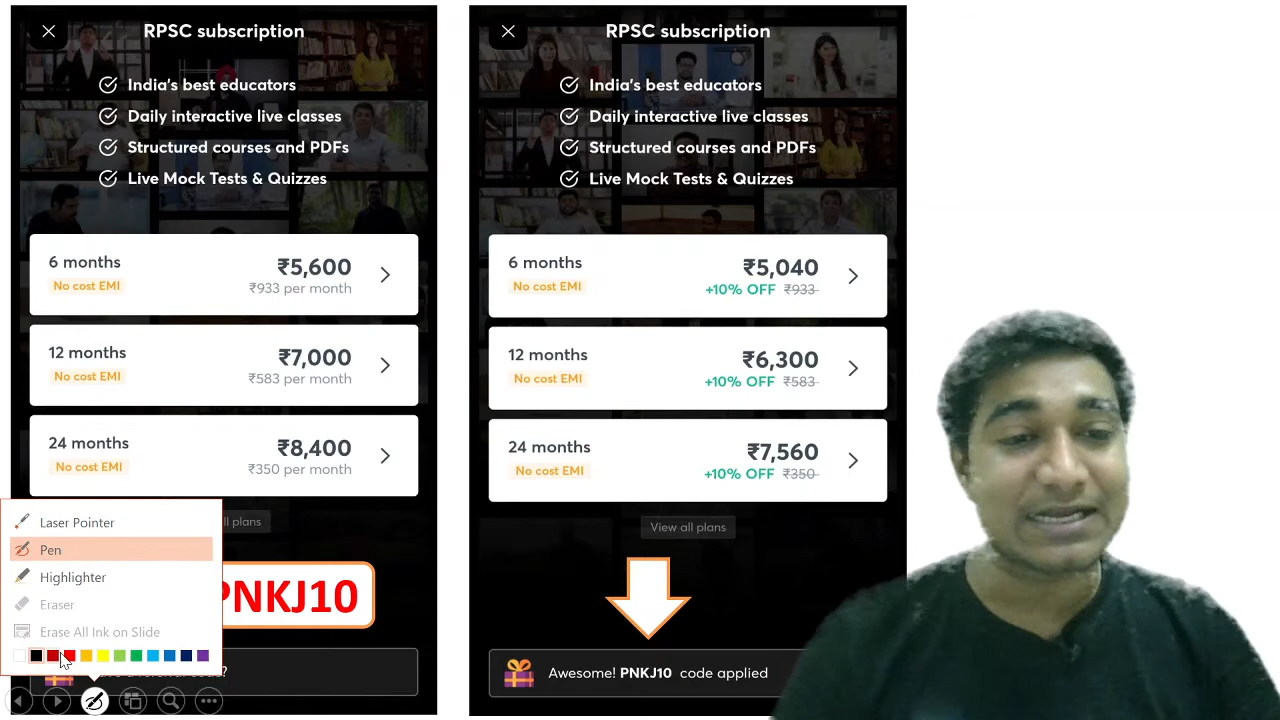 RPSC subscription
India's best educators
Daily interactive live classes
Structured courses and PDFs
Live Mock Tests & Quizzes
6 months
₹5,600
No cost EMI
₹933 per month
12 months
₹7,000
No cost EMI
₹583 per month
24 months
₹8,400
No cost EMI
₹350 per month
plans
PNKJ10
Laser Pointer
Pen
Highlighter
Eraser
Erase All Ink on Slide
RPSC subscription
India's best educators
Daily interactive live classes
Structured courses and PDFs
Live Mock Tests & Quizzes
6 months
₹5,040
No cost EMI
+10% OFF ₹933
12 months
₹6,300
No cost EMI
+10% OFF ₹583
24 months
₹7,560
No cost EMI
+10% OFF ₹350
View all plans
Awesome! PNKJ10 code applied